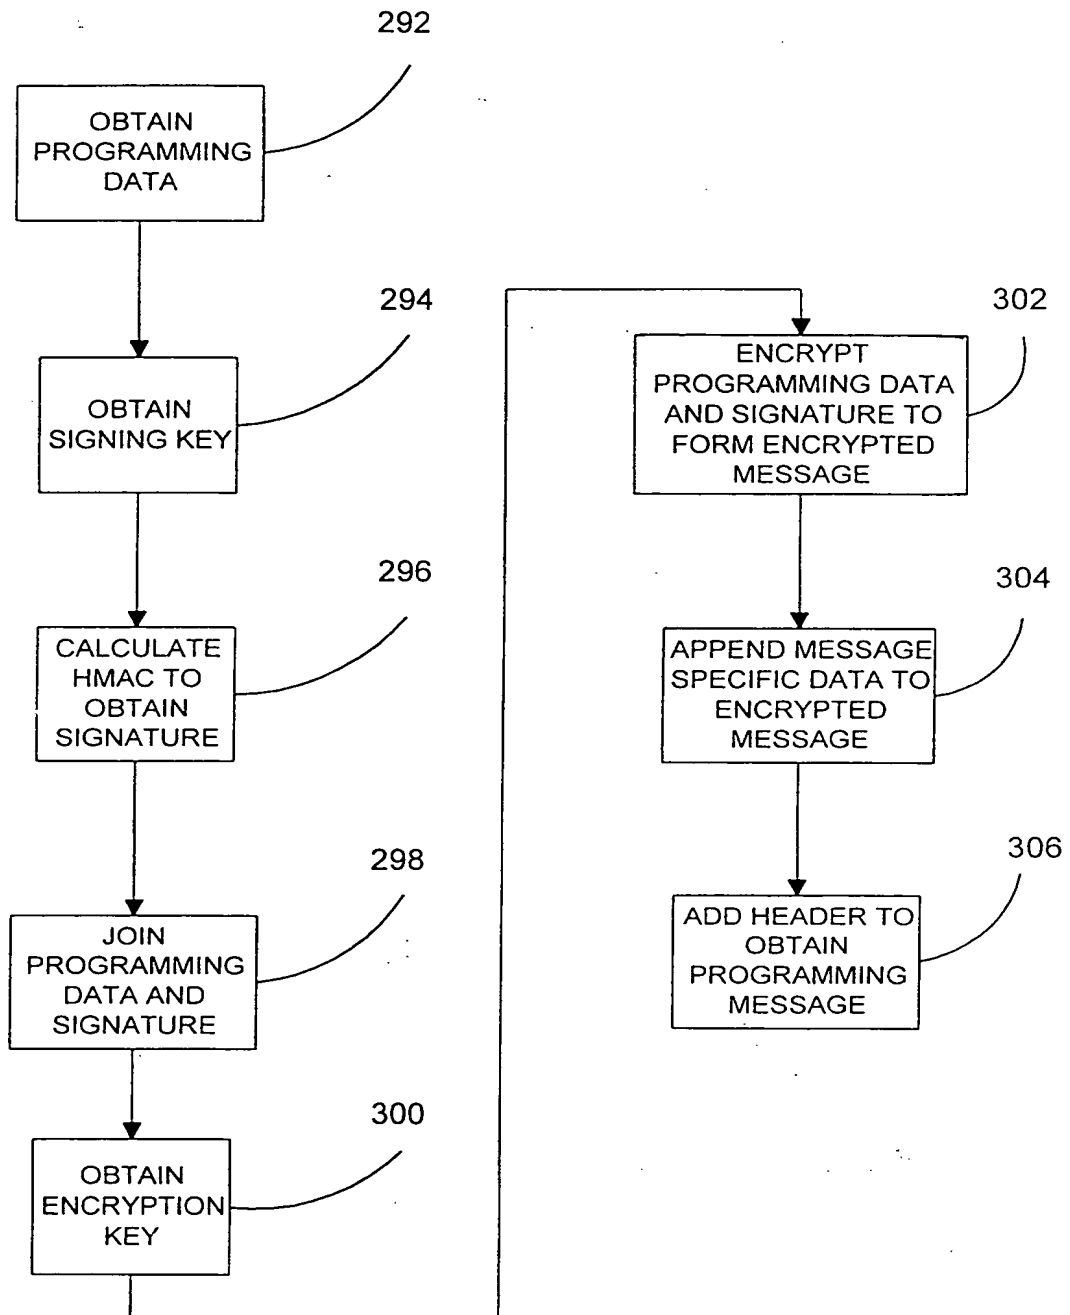 292
OBTAIN
PROGRAMMING
DATA
294
OBTAIN
SIGNING KEY
296
CALCULATE
HMAC TO
OBTAIN
SIGNATURE
298
JOIN
PROGRAMMING
DATA AND
SIGNATURE
300
OBTAIN
ENCRYPTION
KEY
302
ENCRYPT
PROGRAMMING DATA
AND SIGNATURE TO
FORM ENCRYPTED
MESSAGE
304
APPEND MESSAGE
SPECIFIC DATA TO
ENCRYPTED
MESSAGE
306
ADD HEADER TO
OBTAIN
PROGRAMMING
MESSAGE